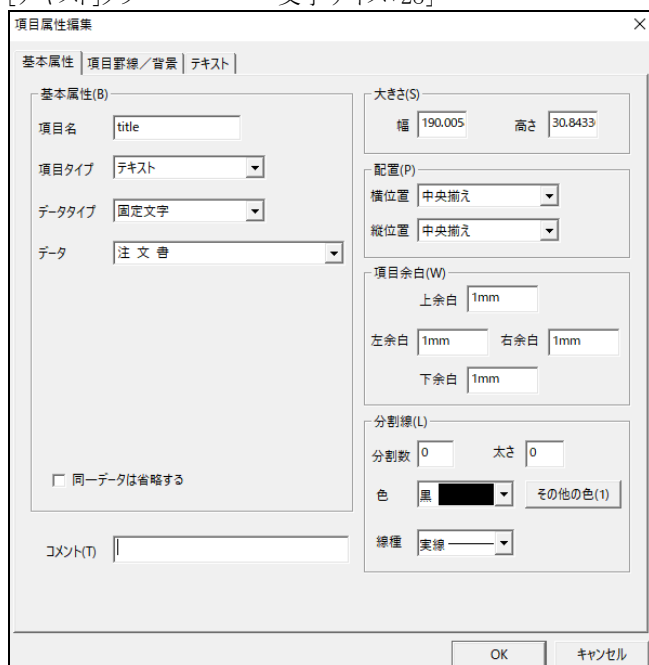 項目属性編集
基本属性 項目罫線／背景 テキスト
基本属性(B)
項目名 title
項目タイプ テキスト
データタイプ 固定文字
データ 注 文 書
同一データは省略する
コメント(T)
大きさ(S)
幅 190.005 高さ 30.8433
配置(P)
横位置 中央揃え
縦位置 中央揃え
項目余白(W)
上余白 1mm
左余白 1mm 右余白 1mm
下余白 1mm
分割線(L)
分割数 0 太さ 0
色 黒 その他の色(1)
線種 実線
OK キャンセル